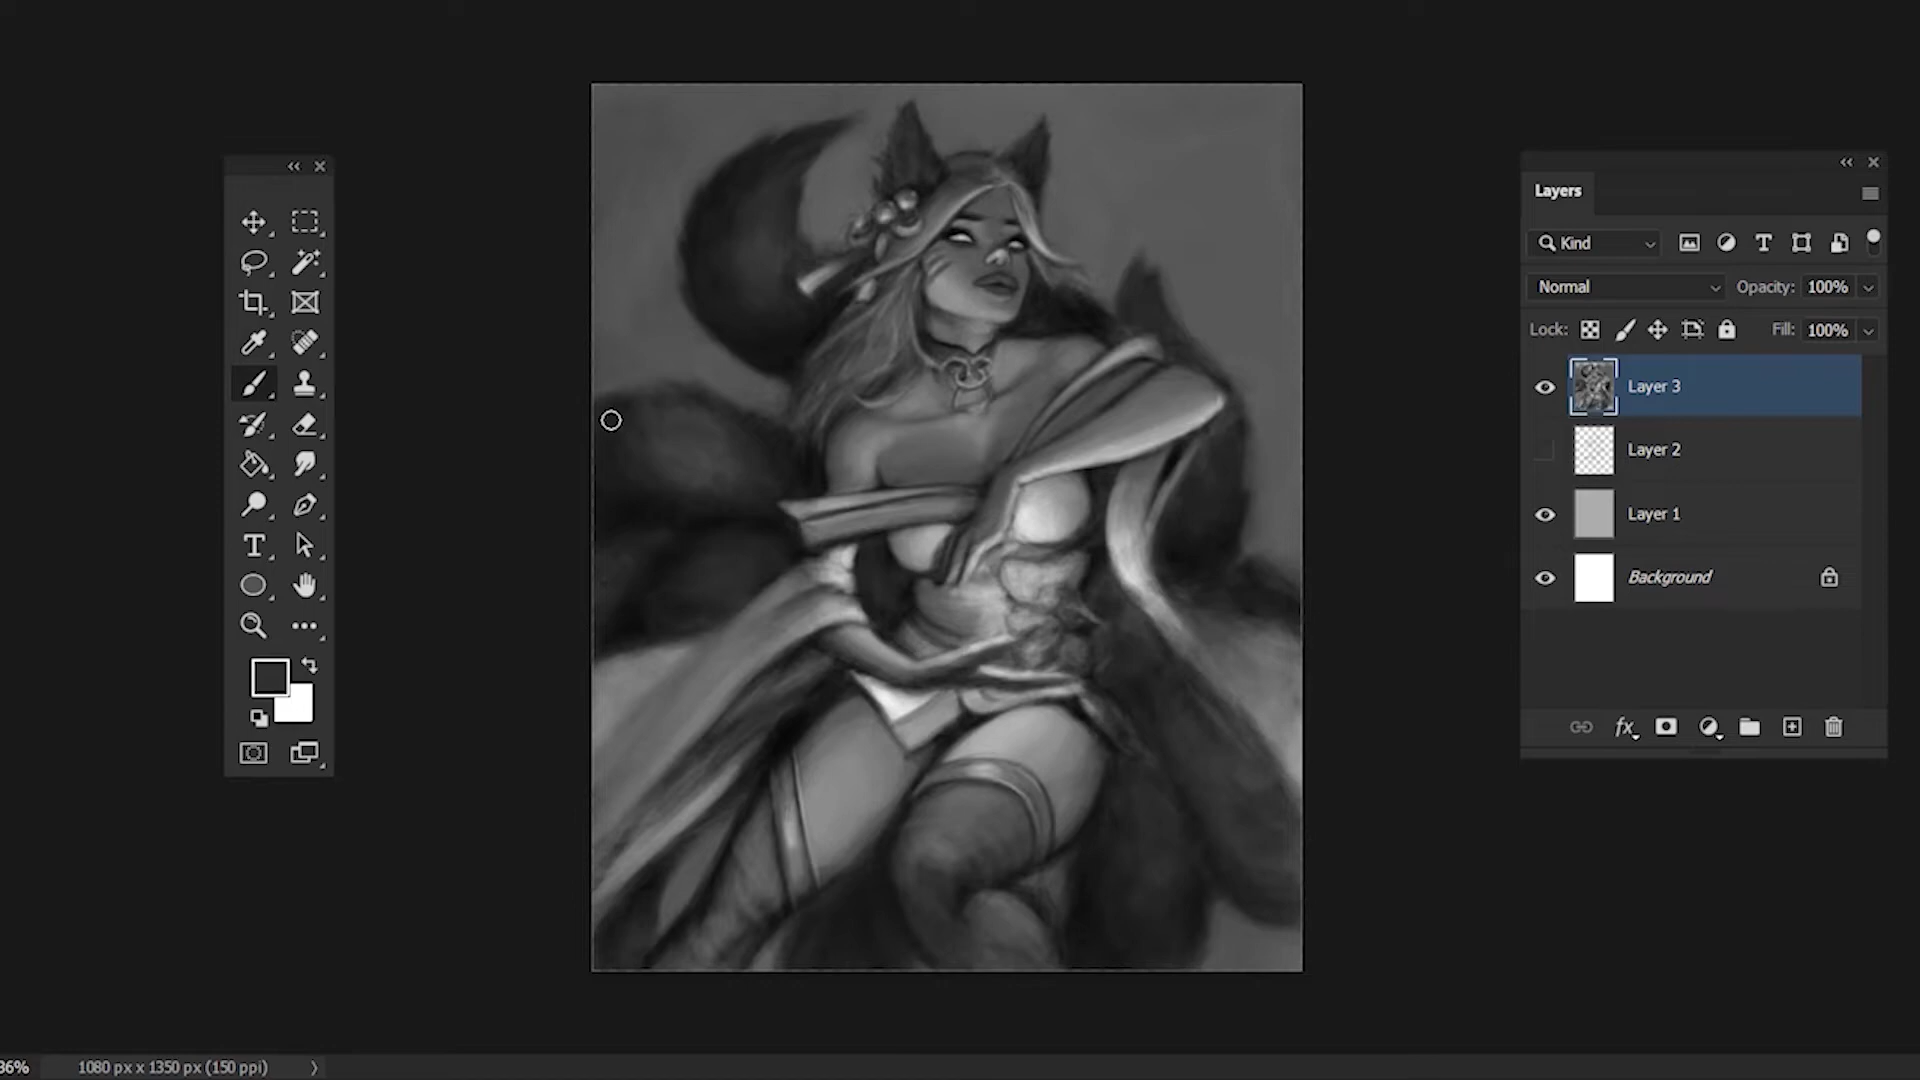 Layers
Kind
Normal
Opacity: 100%
Lock:
Fill: 100%
Layer 3
Layer 2
Layer 1
Background
fx
36%
1080 px x 1350 px (150 ppi)